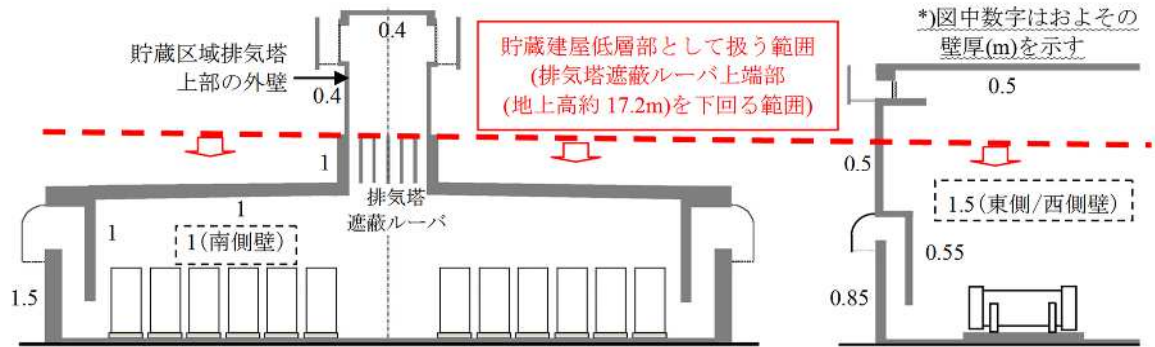 0.4
貯蔵区域排気塔
上部の外壁
0.4
貯蔵建屋低層部として扱う範囲
(排気塔遮蔽ルーバ上端部
(地上高約 17.2m)を下回る範囲)
*)図中数字はおよその
壁厚(m)を示す
0.5
1
排気塔
遮蔽ルーバ
1
1
1(南側壁)
1.5
0.5
1.5(東側/西側壁)
0.55
0.85